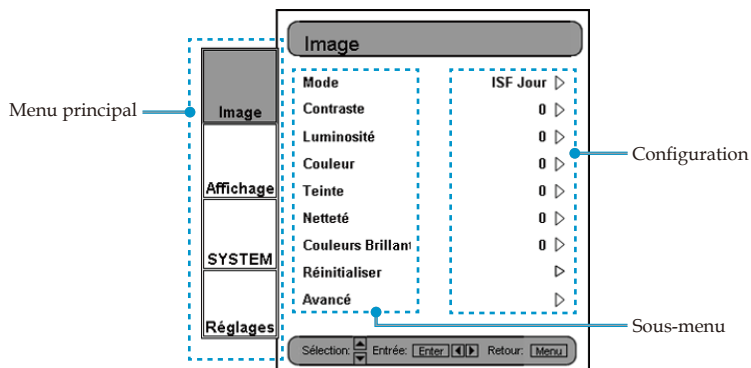 Image
Mode ISF Jour
Menu principal
Image
Contraste 0
Luminosité 0
Configuration
Couleur 0
Affichage
Teinte 0
Netteté 0
SYSTEM
Couleurs Brillant 0
Réinitialiser
Avancé
Réglages
Sous-menu
Sélection: Entrée: Enter Retour: Menu